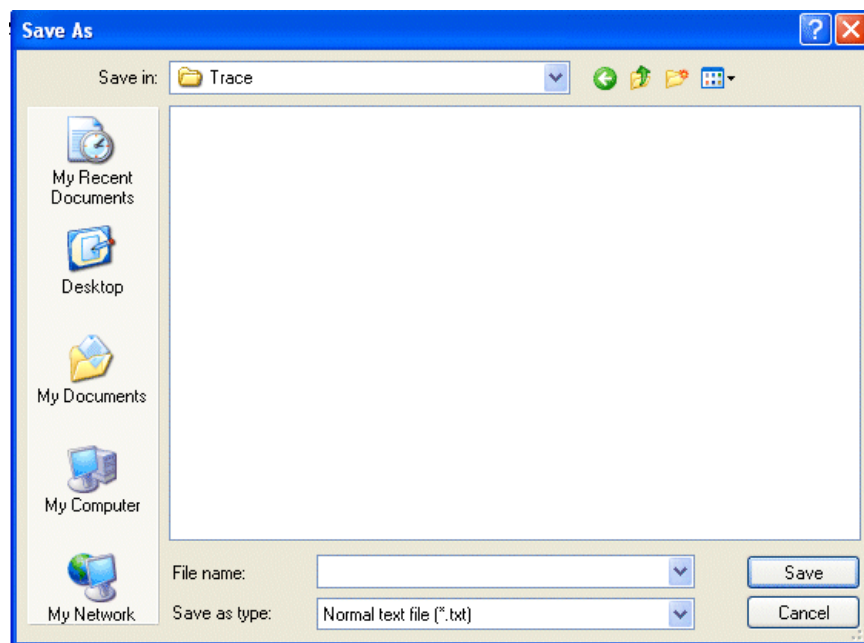 Save As
Save in:
Trace
My Recent
Documents
Desktop
My Documents
My Computer
My Network
File name:
Save
Save as type:
Normal text file (*.txt)
Cancel